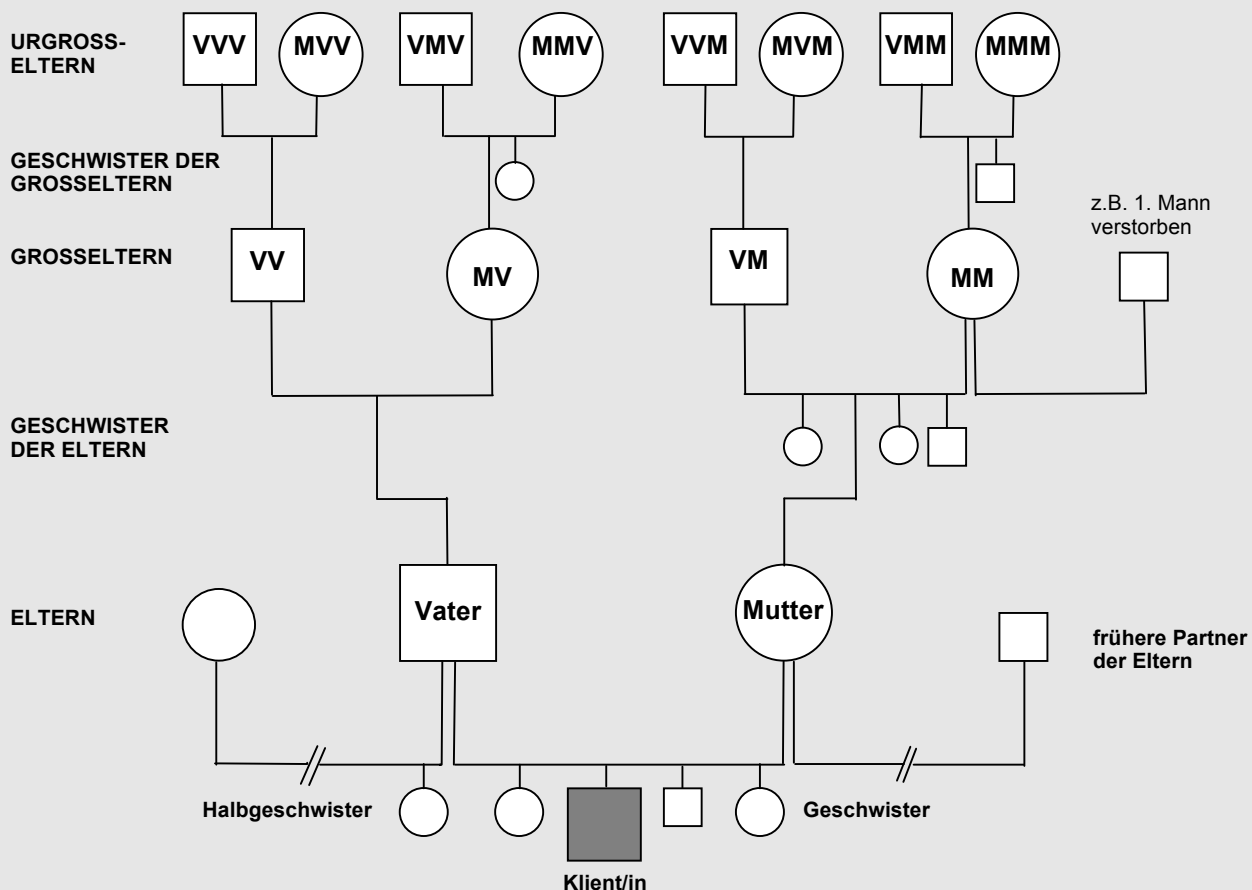 URGROSS-
ELTERN
VVV
MVV
VMV
MMV
VVM
MVM
VMM
MMM
GESCHWISTER DER
GROSSELTERN
z.B. 1. Mann
verstorben
GROSSELTERN
VV
MV
VM
MM
GESCHWISTER
DER ELTERN
ELTERN
Vater
Mutter
frühere Partner
der Eltern
Halbgeschwister
Geschwister
Klient/in